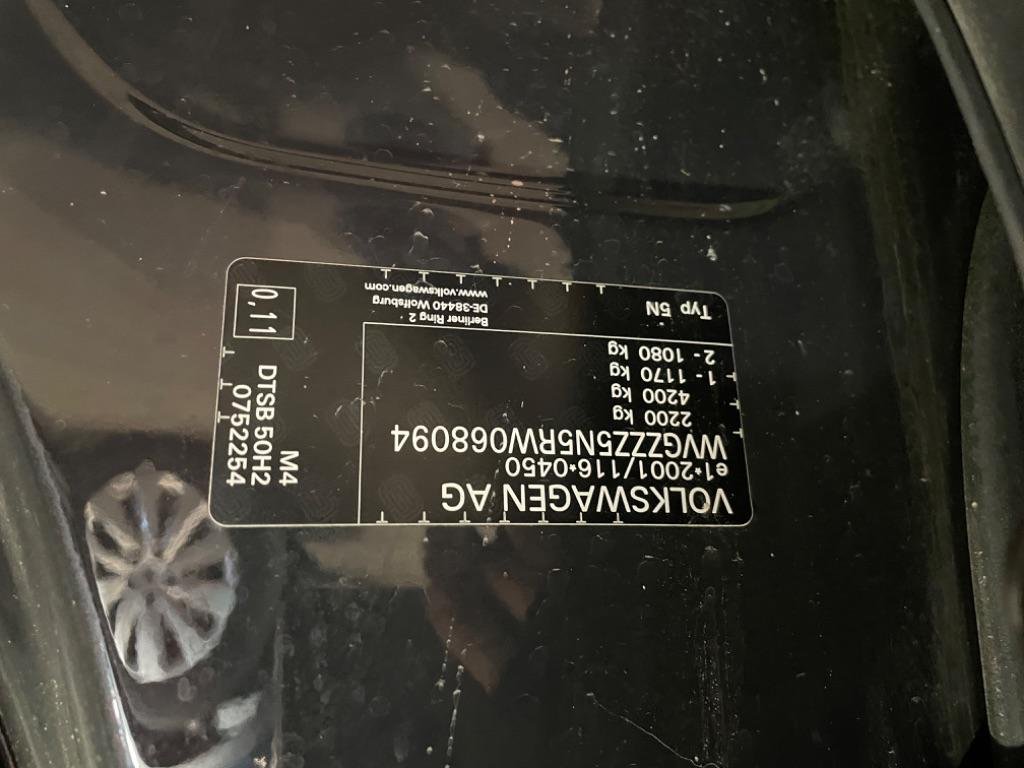 VOLKSWAGEN AG
e1*2001/116*0450
WVGZZZ5N5RW068094
2200 kg
4200 kg
1 - 1170 kg
2 - 1080 kg
Typ 5N
Berliner Ring 2
DE-38440 Wolfsburg
www.volkswagen.com
M4
DTSB 50H2
0752254
0,11